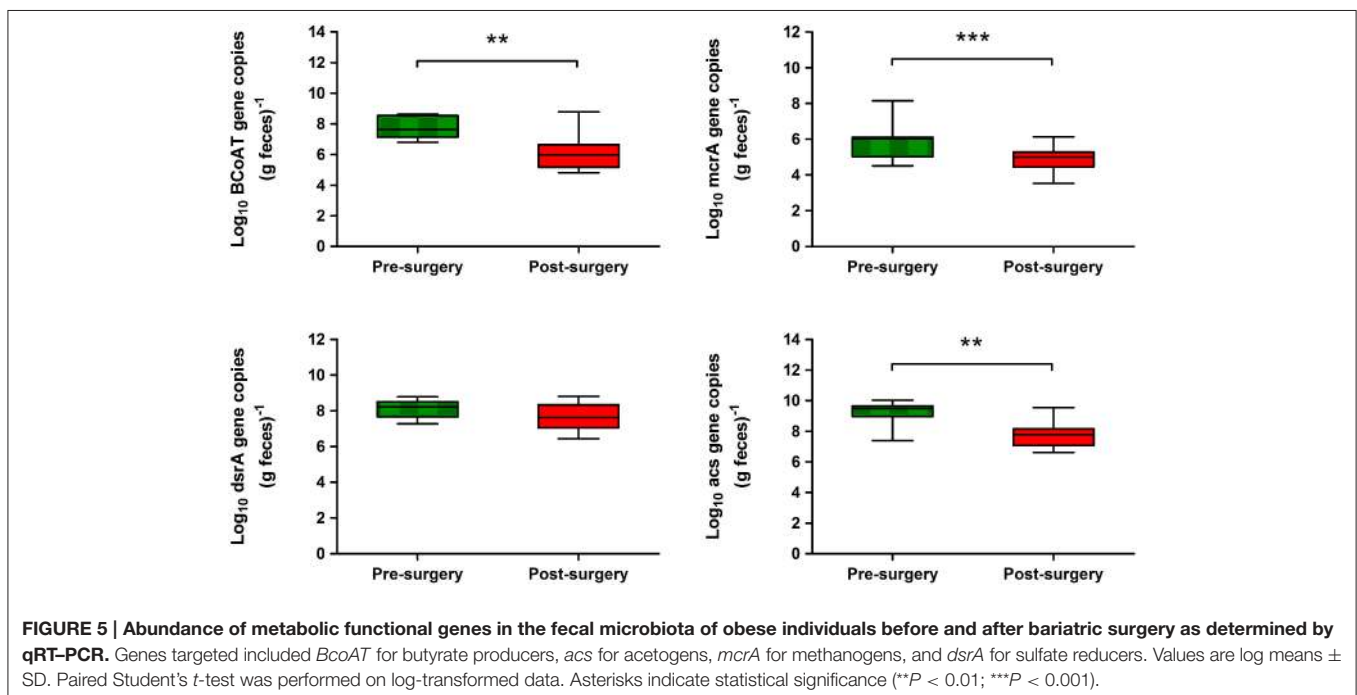 Log₁₀ BCoAT gene copies
(g feces)⁻¹
14
12
10
8
6
4
2
0
**
Pre-surgery Post-surgery
Log₁₀ mcrA gene copies
(g feces)⁻¹
12
10
8
6
4
2
0
***
Pre-surgery Post-surgery
Log₁₀ dsrA gene copies
(g feces)⁻¹
12
10
8
6
4
2
0
Pre-surgery Post-surgery
Log₁₀ acs gene copies
(g feces)⁻¹
14
12
10
8
6
4
2
0
**
Pre-surgery Post-surgery
FIGURE 5 | Abundance of metabolic functional genes in the fecal microbiota of obese individuals before and after bariatric surgery as determined by
qRT–PCR. Genes targeted included BcoAT for butyrate producers, acs for acetogens, mcrA for methanogens, and dsrA for sulfate reducers. Values are log means ±
SD. Paired Student's t-test was performed on log-transformed data. Asterisks indicate statistical significance (**P < 0.01; ***P < 0.001).